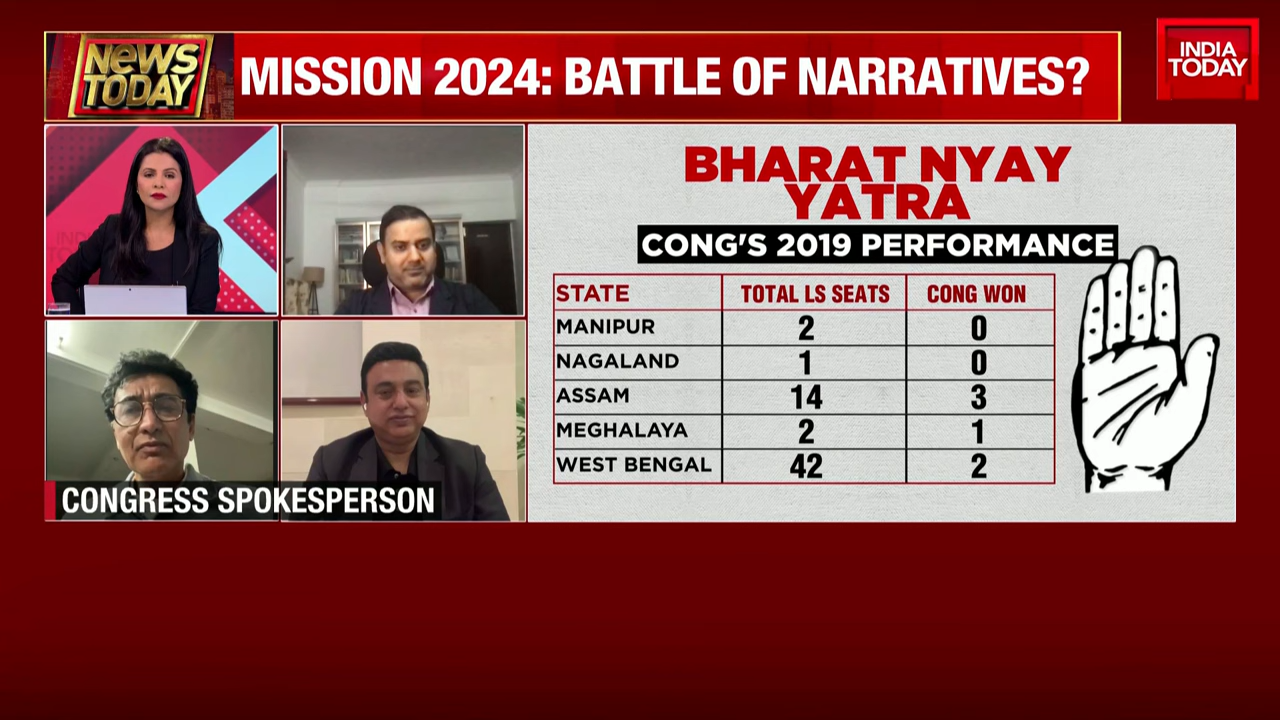 NEWS
TODAY
MISSION 2024: BATTLE OF NARRATIVES?
INDIA
TODAY
CONGRESS SPOKESPERSON
BHARAT NYAY
YATRA
CONG'S 2019 PERFORMANCE
STATE TOTAL LS SEATS CONG WON
MANIPUR 2 0
NAGALAND 1 0
ASSAM 14 3
MEGHALAYA 2 1
WEST BENGAL 42 2